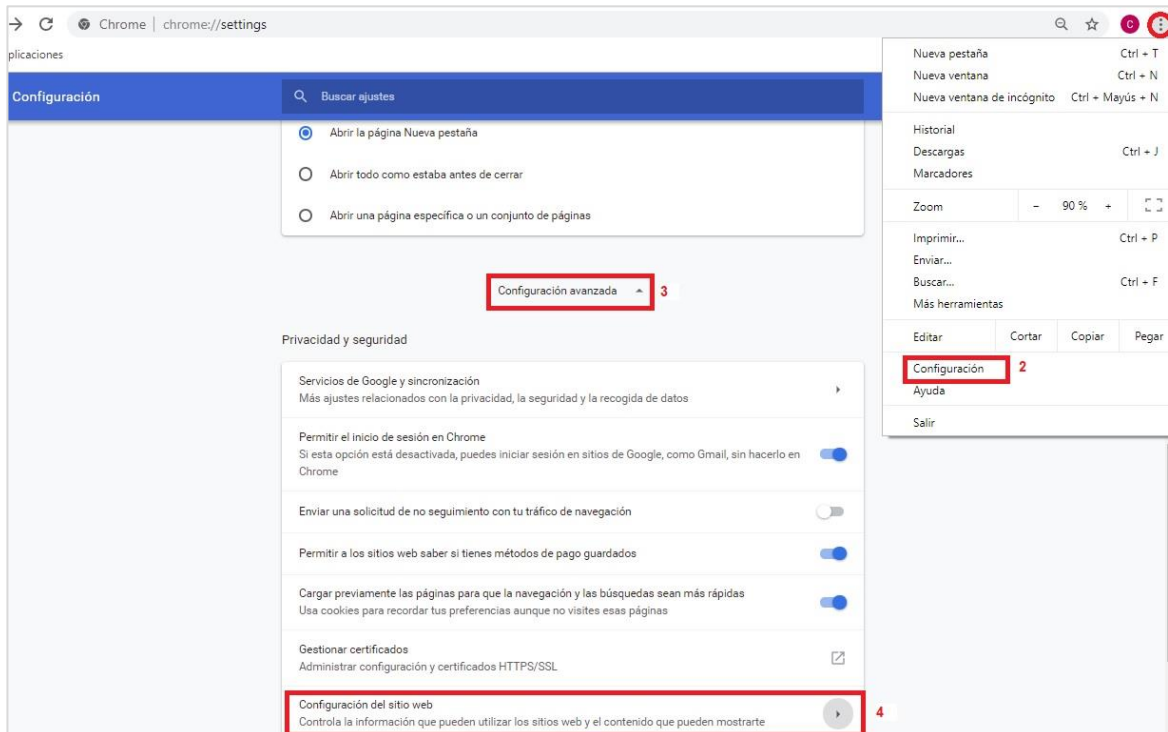 Chrome | chrome://settings
C
plicaciones
Configuración
Buscar ajustes
Abrir la página Nueva pestaña
Abrir todo como estaba antes de cerrar
Abrir una página específica o un conjunto de páginas
Configuración avanzada 3
Privacidad y seguridad
Servicios de Google y sincronización
Más ajustes relacionados con la privacidad, la seguridad y la recogida de datos
Permitir el inicio de sesión en Chrome
Si esta opción está desactivada, puedes iniciar sesión en sitios de Google, como Gmail, sin hacerlo en
Chrome
Enviar una solicitud de no seguimiento con tu tráfico de navegación
Permitir a los sitios web saber si tienes métodos de pago guardados
Cargar previamente las páginas para que la navegación y las búsquedas sean más rápidas
Usa cookies para recordar tus preferencias aunque no visites esas páginas
Gestionar certificados
Administrar configuración y certificados HTTPS/SSL
Configuración del sitio web
Controla la información que pueden utilizar los sitios web y el contenido que pueden mostrarte
4
Nueva pestaña Ctrl + T
Nueva ventana Ctrl + N
Nueva ventana de incógnito Ctrl + Mayús + N
Historial
Descargas Ctrl + J
Marcadores
Zoom - 90 % +
Imprimir... Ctrl + P
Enviar...
Buscar... Ctrl + F
Más herramientas
Editar Cortar Copiar Pegar
Configuración 2
Ayuda
Salir